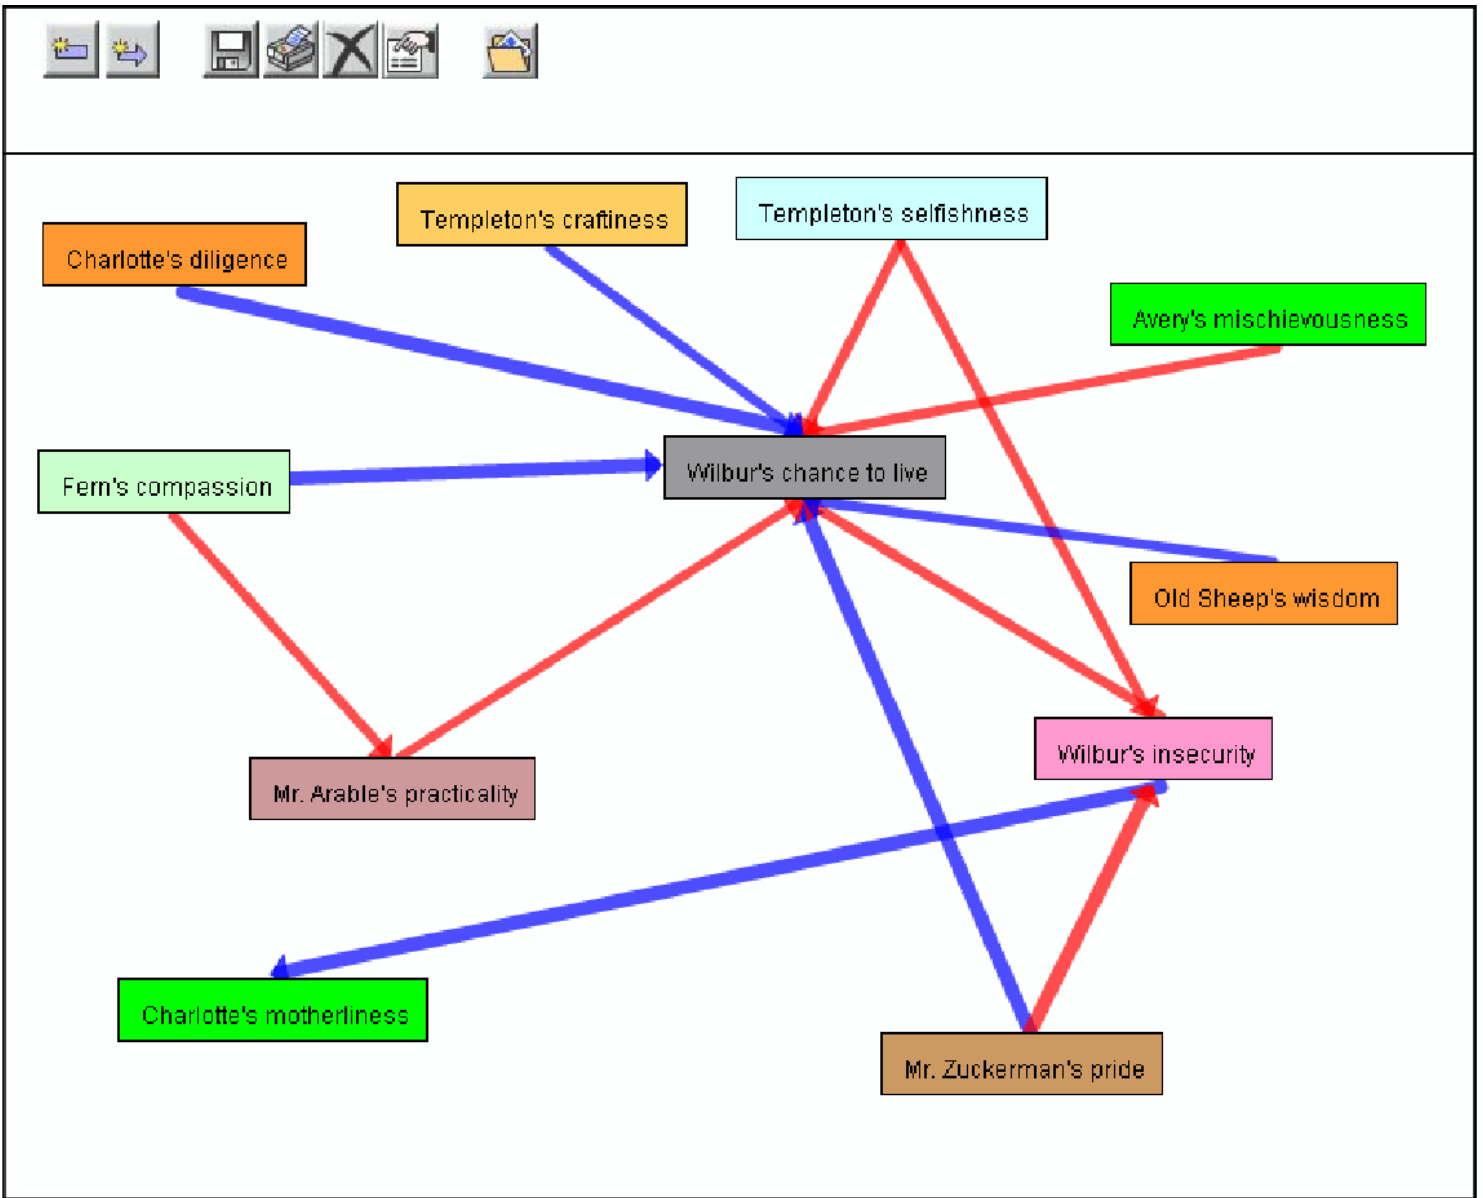 Templeton's selfishness
Templeton's craftiness
Charlotte's diligence
Avery's mischievousness
Wilbur's chance to live
Fern's compassion
Old Sheep's wisdom
Wilbur's insecurity
Mr. Arable's practicality
Charlotte's motherliness
Mr. Zuckerman's pride